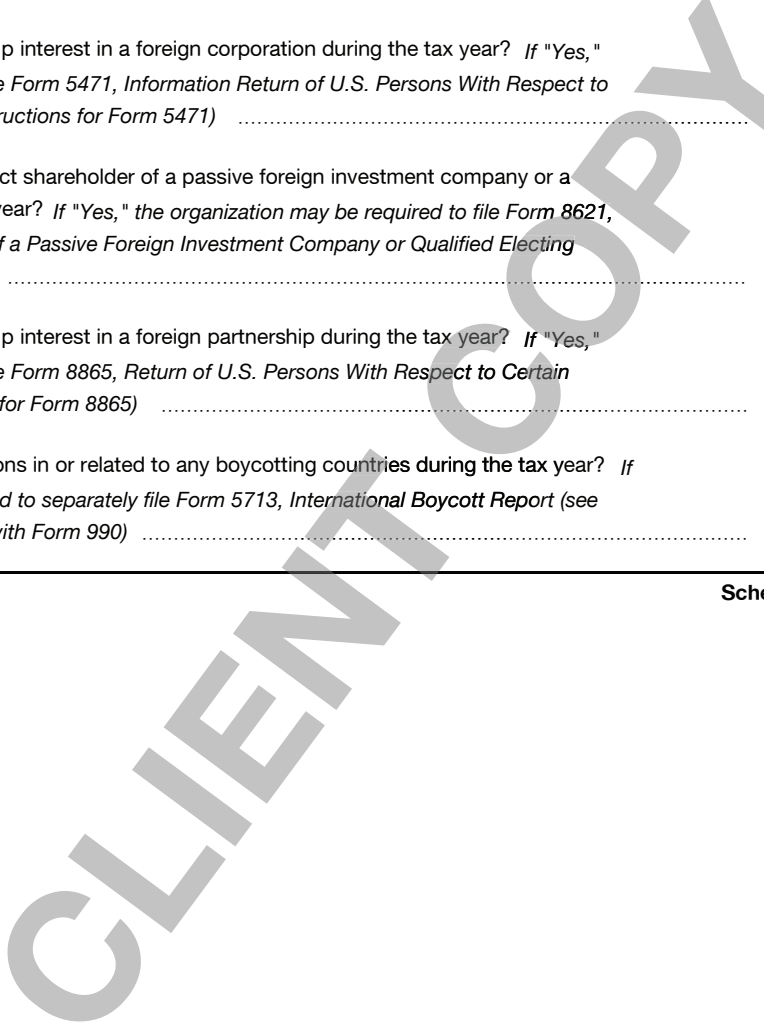 p interest in a foreign corporation during the tax year? If "Yes,"
e Form 5471, Information Return of U.S. Persons With Respect to
ructions for Form 5471) ........................................................................
ct shareholder of a passive foreign investment company or a
year? If "Yes," the organization may be required to file Form 8621,
f a Passive Foreign Investment Company or Qualified Electing
........................................................................
p interest in a foreign partnership during the tax year? If "Yes,"
e Form 8865, Return of U.S. Persons With Respect to Certain
for Form 8865) ........................................................................
ons in or related to any boycotting countries during the tax year? If
d to separately file Form 5713, International Boycott Report (see
with Form 990) ........................................................................
Sche
CLIENT COPY